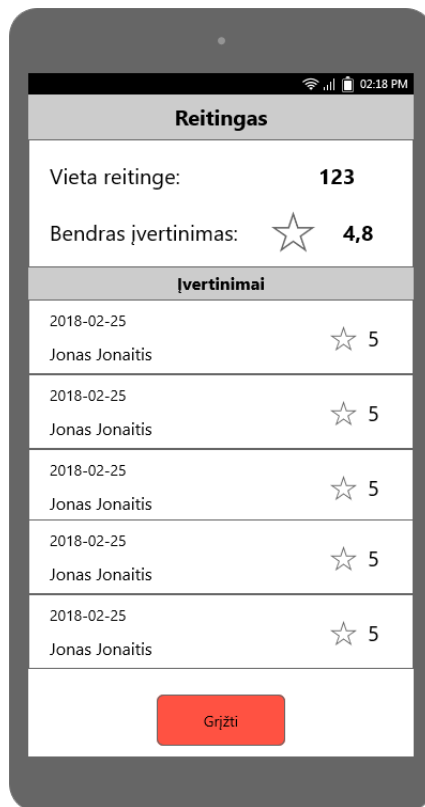 02:18 PM
Reitingas
Vieta reitinge: 123
Bendras įvertinimas: 4,8
Įvertinimai
2018-02-25
Jonas Jonaitis 5
2018-02-25
Jonas Jonaitis 5
2018-02-25
Jonas Jonaitis 5
2018-02-25
Jonas Jonaitis 5
2018-02-25
Jonas Jonaitis 5
Grįžti